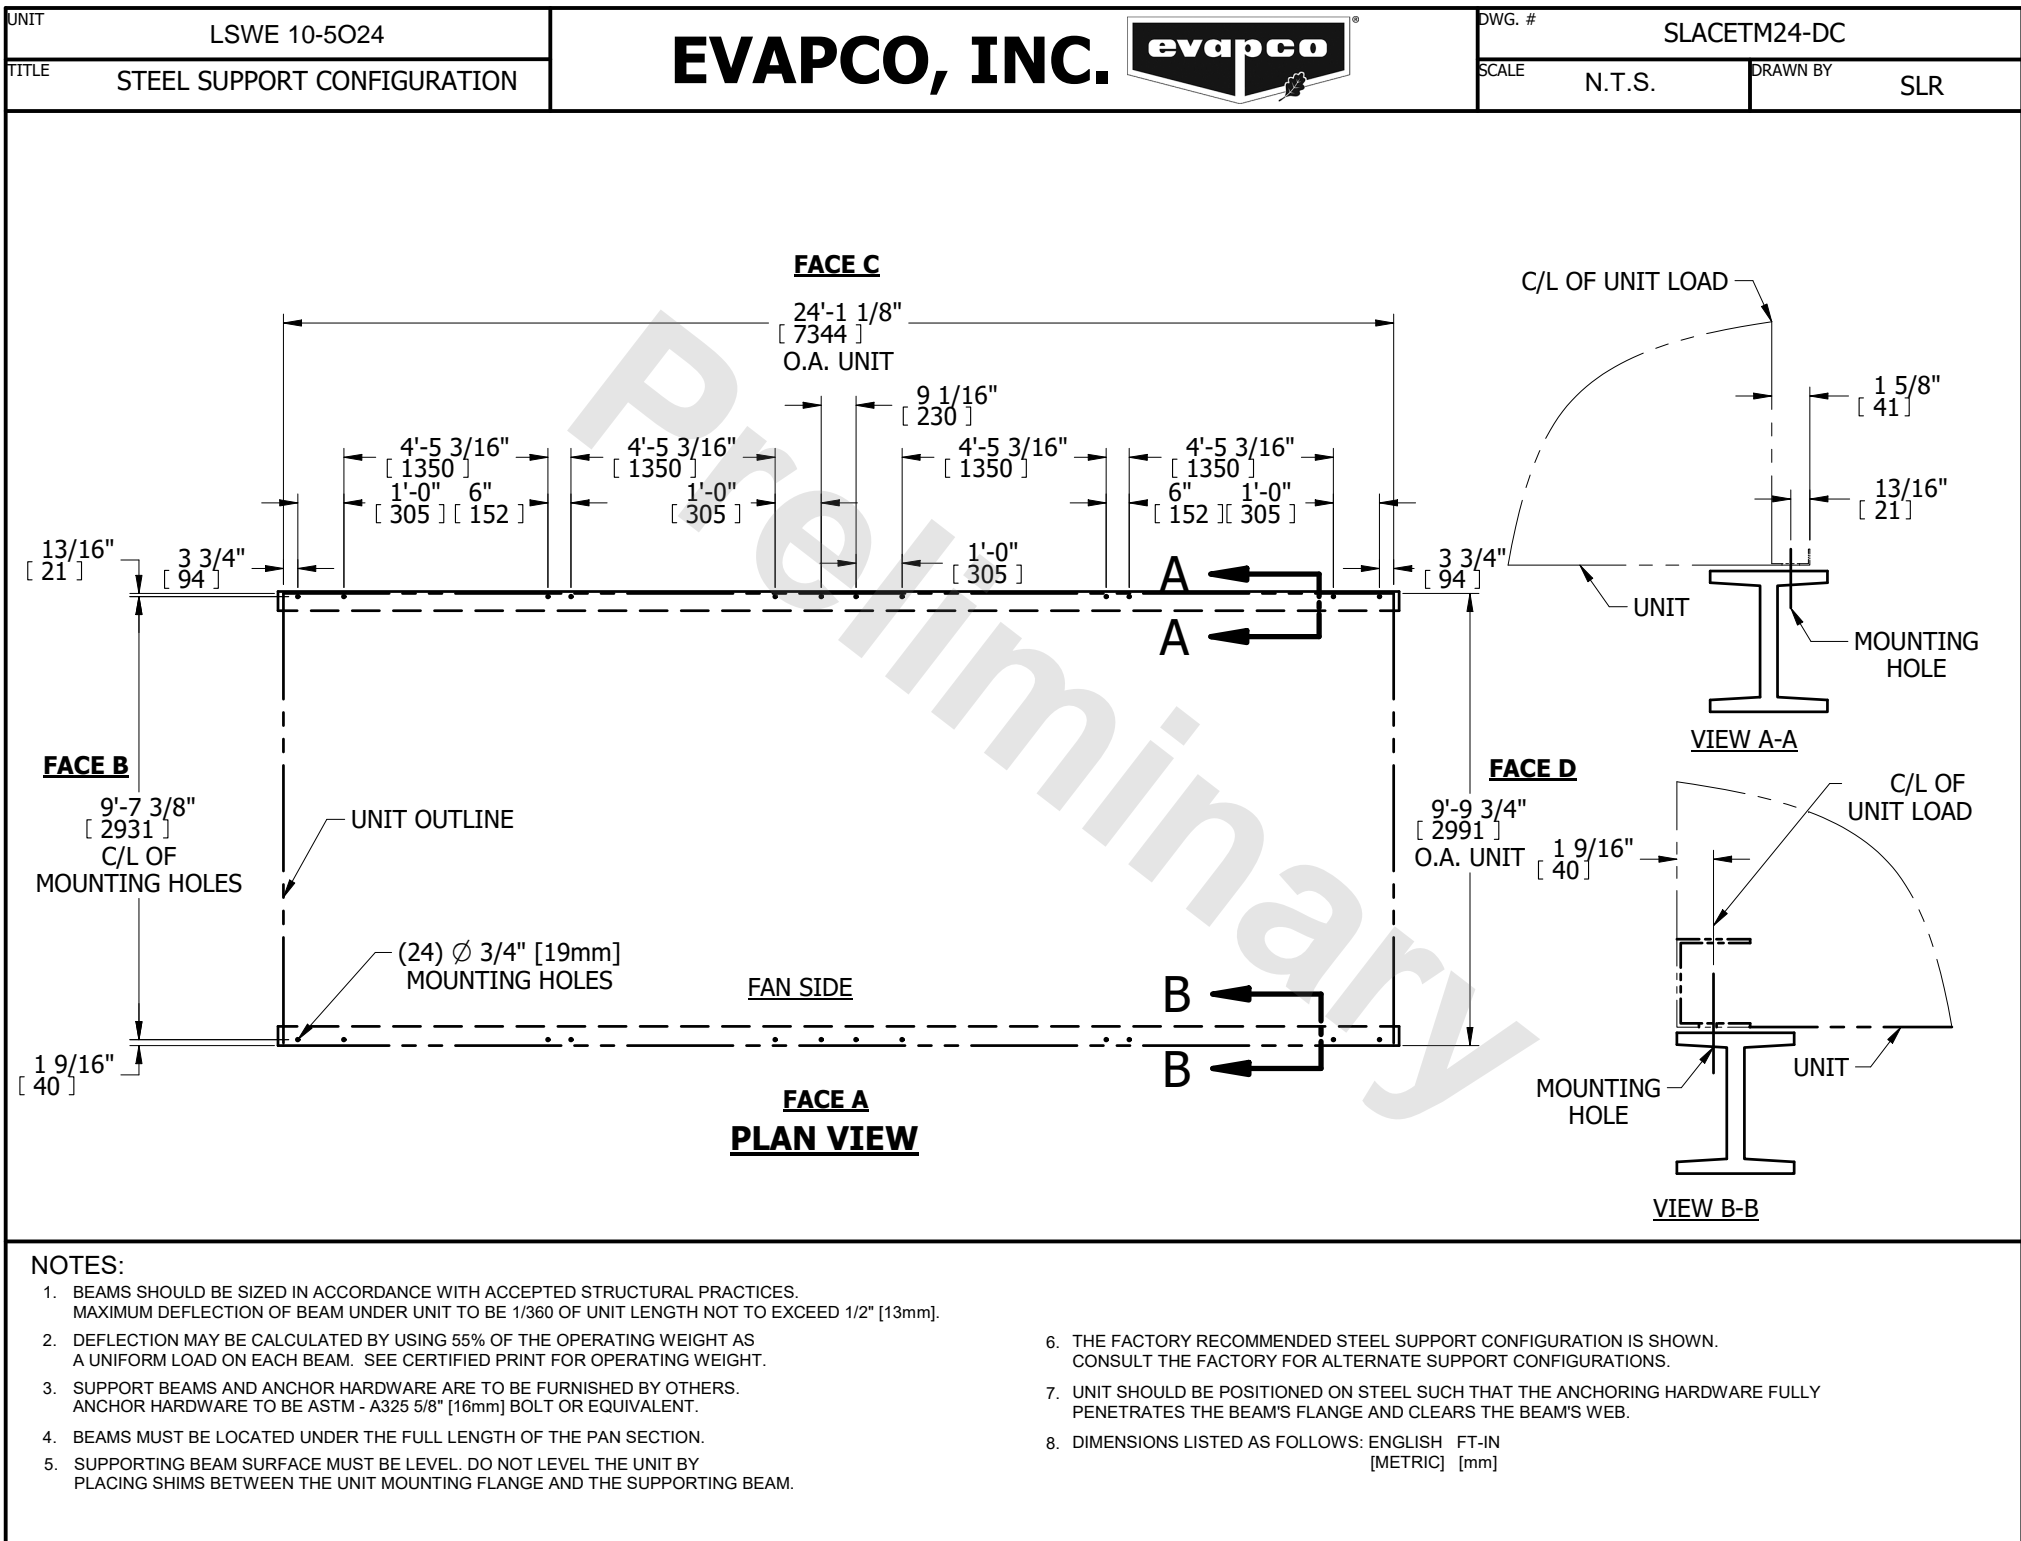 UNIT
LSWE 10-5O24
TITLE
STEEL SUPPORT CONFIGURATION
EVAPCO, INC.
evapco
®
DWG. #
SLACETM24-DC
SCALE
N.T.S.
DRAWN BY
SLR
FACE C
24'-1 1/8"
[ 7344 ]
O.A. UNIT
9 1/16"
[ 230 ]
4'-5 3/16"
[ 1350 ]
4'-5 3/16"
[ 1350 ]
4'-5 3/16"
[ 1350 ]
4'-5 3/16"
[ 1350 ]
1'-0"
[ 305 ]
6"
[ 152 ]
1'-0"
[ 305 ]
6"
[ 152 ]
1'-0"
[ 305 ]
13/16"
[ 21 ]
3 3/4"
[ 94 ]
1'-0"
[ 305 ]
3 3/4"
[ 94 ]
A
A
FACE B
9'-7 3/8"
[ 2931 ]
C/L OF
MOUNTING HOLES
UNIT OUTLINE
FACE D
9'-9 3/4"
[ 2991 ]
O.A. UNIT
(24) Ø 3/4" [19mm]
MOUNTING HOLES
FAN SIDE
B
B
1 9/16"
[ 40 ]
FACE A
PLAN VIEW
Preliminary
C/L OF UNIT LOAD
1 5/8"
[ 41 ]
13/16"
[ 21 ]
UNIT
MOUNTING
HOLE
VIEW A-A
C/L OF
UNIT LOAD
1 9/16"
[ 40 ]
UNIT
MOUNTING
HOLE
VIEW B-B
NOTES:
1. BEAMS SHOULD BE SIZED IN ACCORDANCE WITH ACCEPTED STRUCTURAL PRACTICES.
MAXIMUM DEFLECTION OF BEAM UNDER UNIT TO BE 1/360 OF UNIT LENGTH NOT TO EXCEED 1/2" [13mm].
2. DEFLECTION MAY BE CALCULATED BY USING 55% OF THE OPERATING WEIGHT AS
A UNIFORM LOAD ON EACH BEAM. SEE CERTIFIED PRINT FOR OPERATING WEIGHT.
3. SUPPORT BEAMS AND ANCHOR HARDWARE ARE TO BE FURNISHED BY OTHERS.
ANCHOR HARDWARE TO BE ASTM - A325 5/8" [16mm] BOLT OR EQUIVALENT.
4. BEAMS MUST BE LOCATED UNDER THE FULL LENGTH OF THE PAN SECTION.
5. SUPPORTING BEAM SURFACE MUST BE LEVEL. DO NOT LEVEL THE UNIT BY
PLACING SHIMS BETWEEN THE UNIT MOUNTING FLANGE AND THE SUPPORTING BEAM.
6. THE FACTORY RECOMMENDED STEEL SUPPORT CONFIGURATION IS SHOWN.
CONSULT THE FACTORY FOR ALTERNATE SUPPORT CONFIGURATIONS.
7. UNIT SHOULD BE POSITIONED ON STEEL SUCH THAT THE ANCHORING HARDWARE FULLY
PENETRATES THE BEAM'S FLANGE AND CLEARS THE BEAM'S WEB.
8. DIMENSIONS LISTED AS FOLLOWS: ENGLISH FT-IN
[METRIC] [mm]